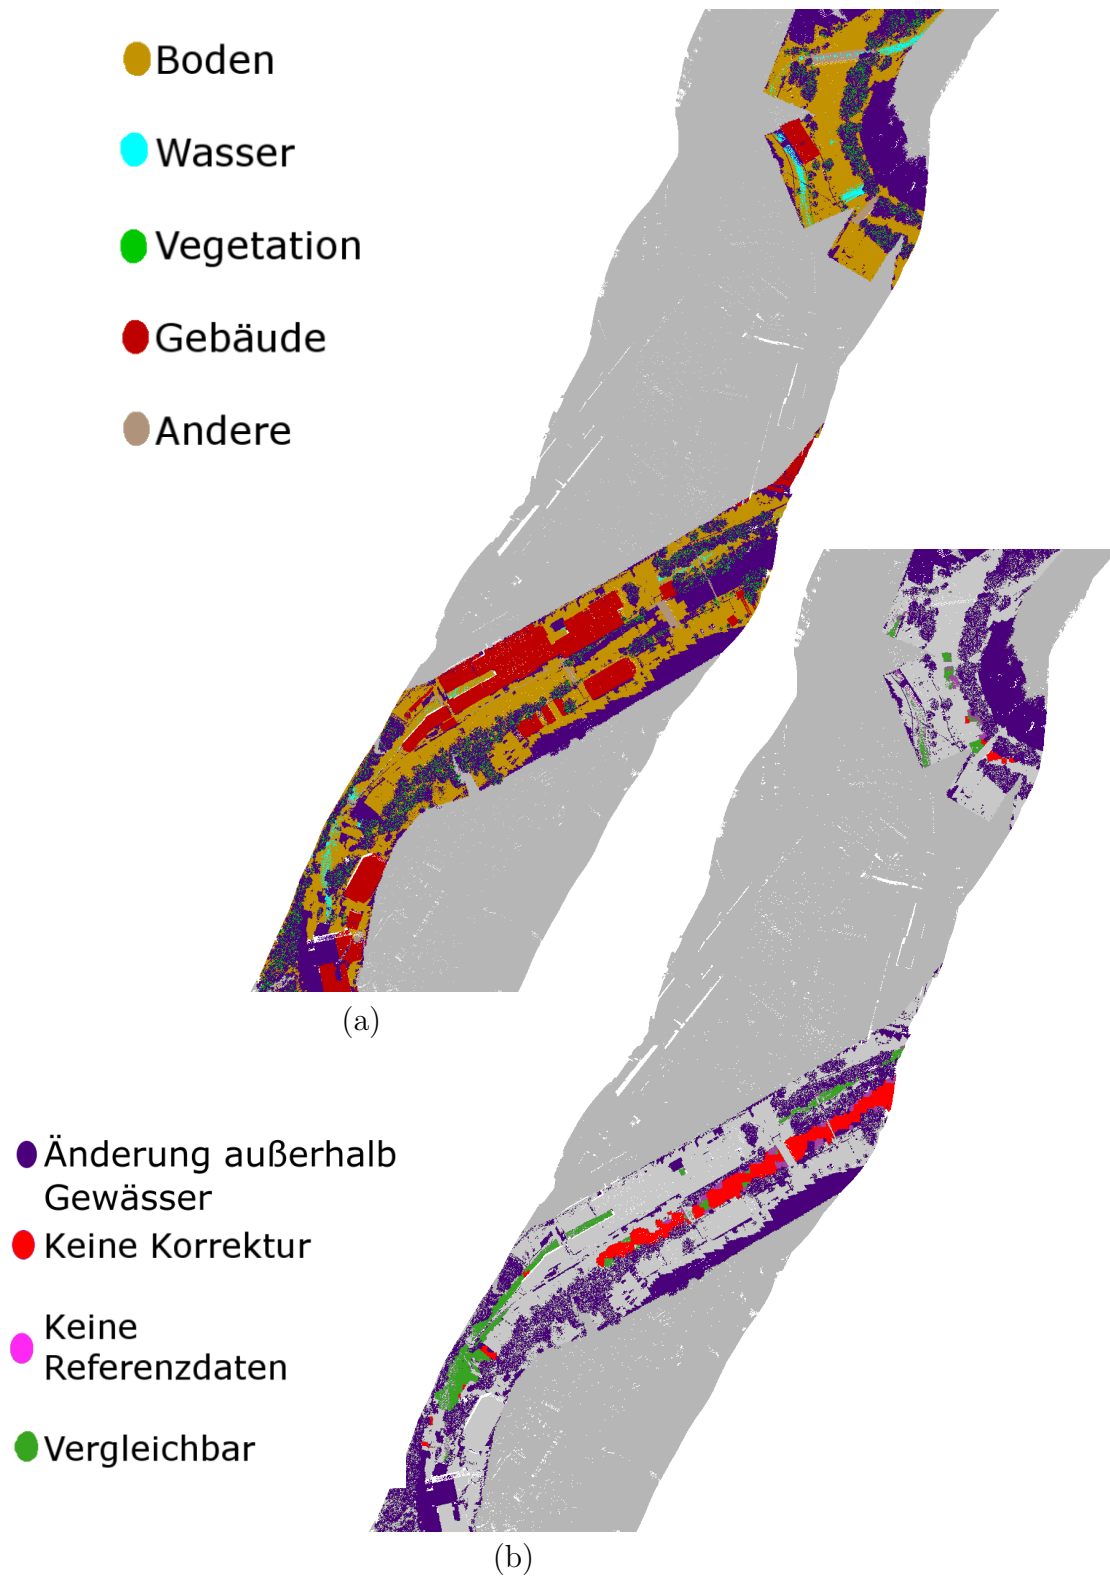 Boden
Wasser
Vegetation
Gebäude
Andere
(a)
Änderung außerhalb
Gewässer
Keine Korrektur
Keine
Referenzdaten
Vergleichbar
(b)